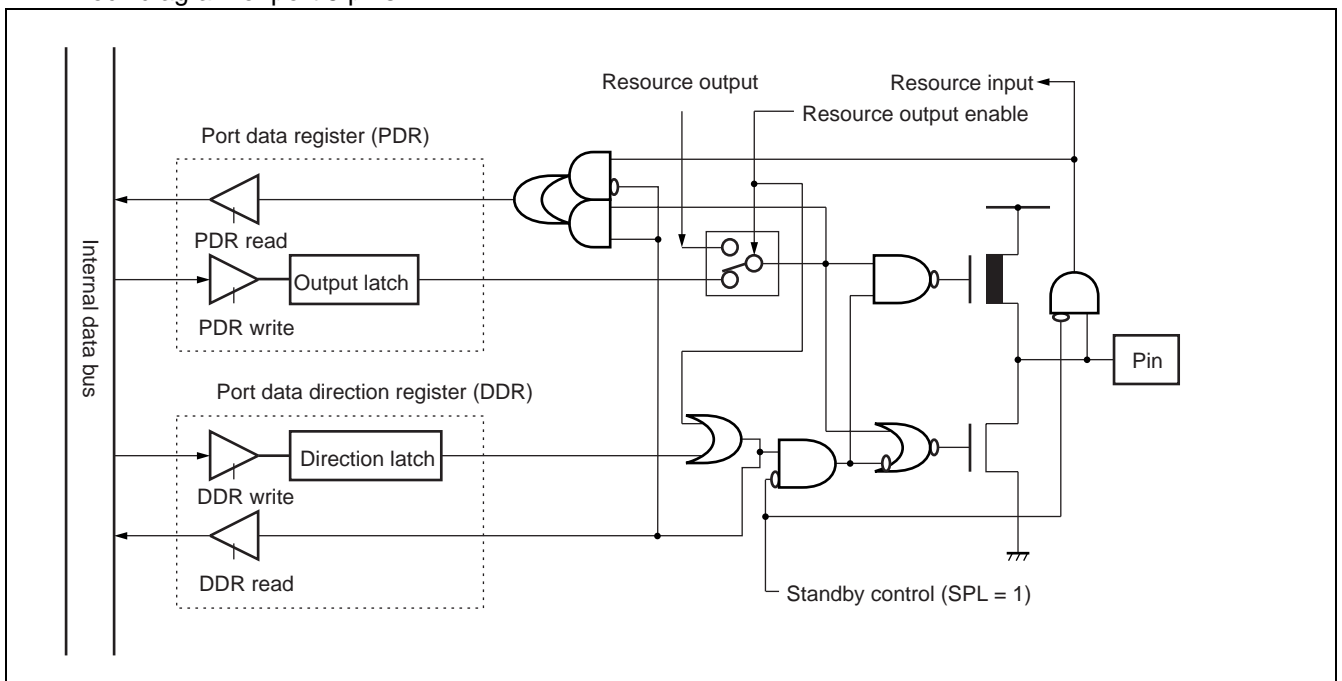 Resource output
Resource input
Resource output enable
Port data register (PDR)
PDR read
Output latch
PDR write
Internal data bus
Pin
Port data direction register (DDR)
Direction latch
DDR write
DDR read
Standby control (SPL = 1)